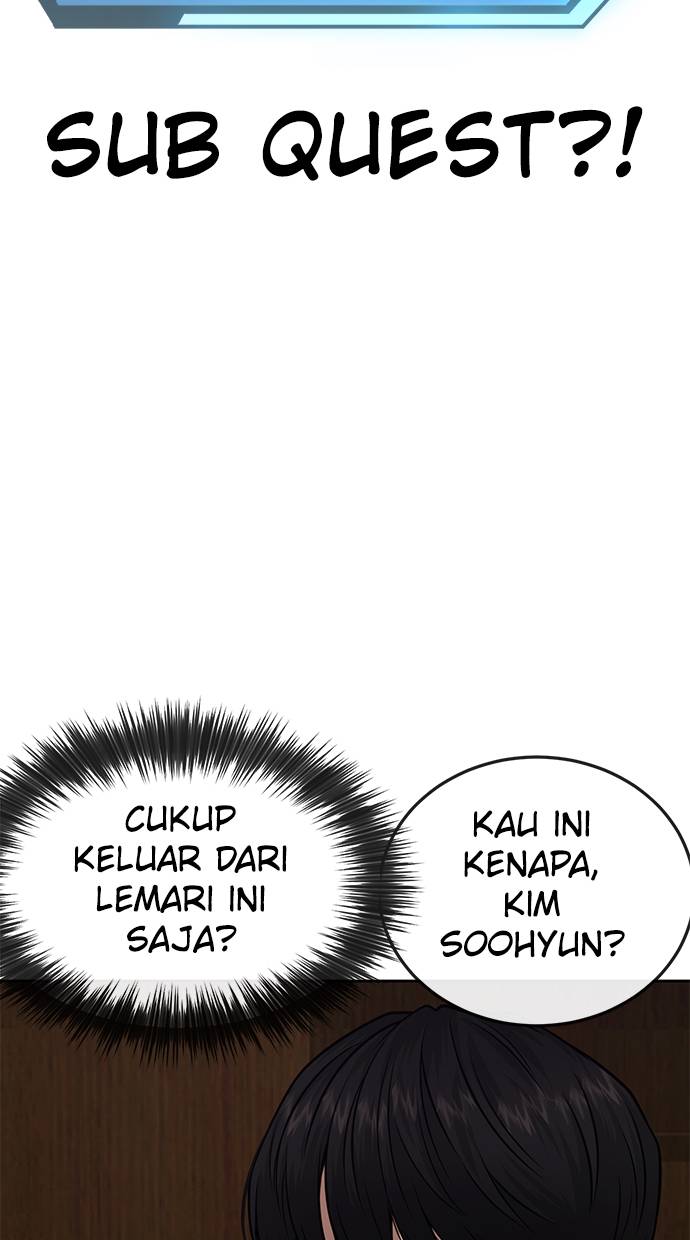 SUB QUEST?!
CUKUP
KELUAR DARI
LEMARI INI
SAJA?
KAU INI
KENAPA,
KIM
SOOHYUN?